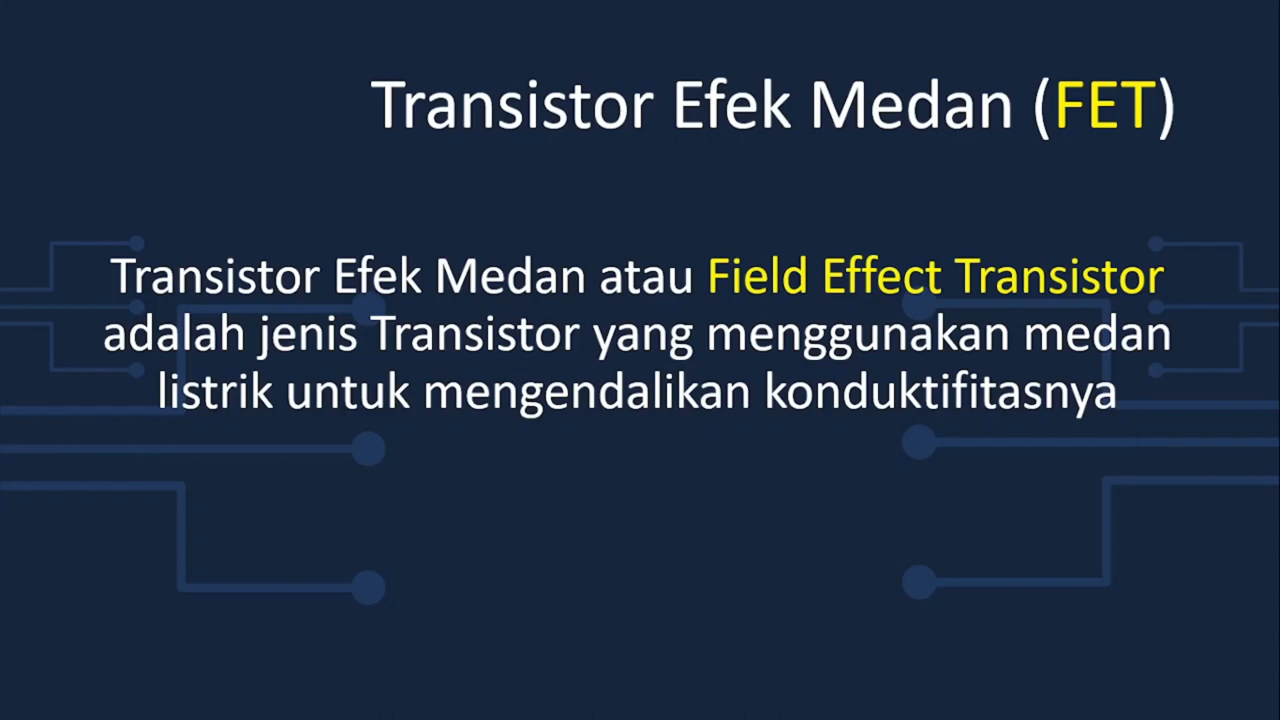 Transistor Efek Medan (FET)
Transistor Efek Medan atau Field Effect Transistor
adalah jenis Transistor yang menggunakan medan
listrik untuk mengendalikan konduktifitasnya